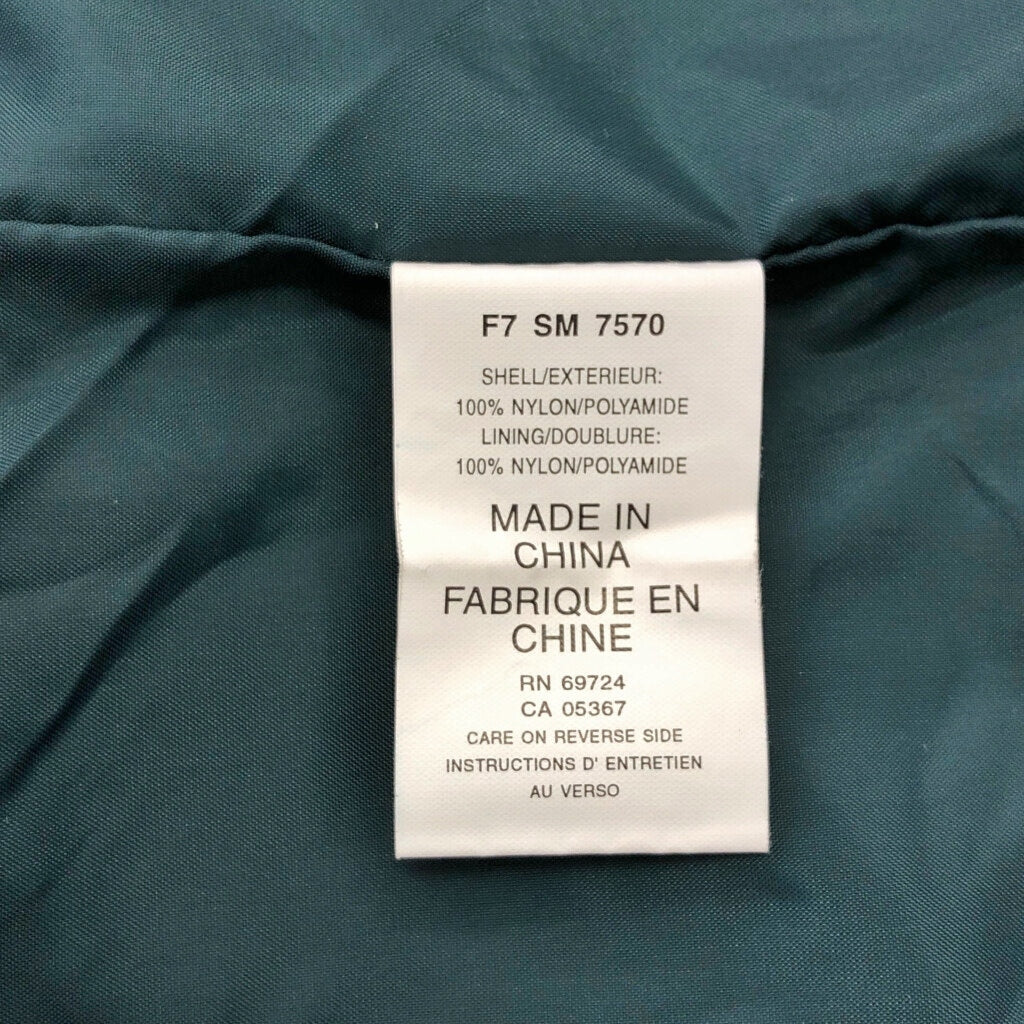 F7 SM 7570
SHELL/EXTERIEUR:
100% NYLON/POLYAMIDE
LINING/DOUBLURE:
100% NYLON/POLYAMIDE
MADE IN
CHINA
FABRIQUE EN
CHINE
RN 69724
CA 05367
CARE ON REVERSE SIDE
INSTRUCTIONS D' ENTRETIEN
AU VERSO